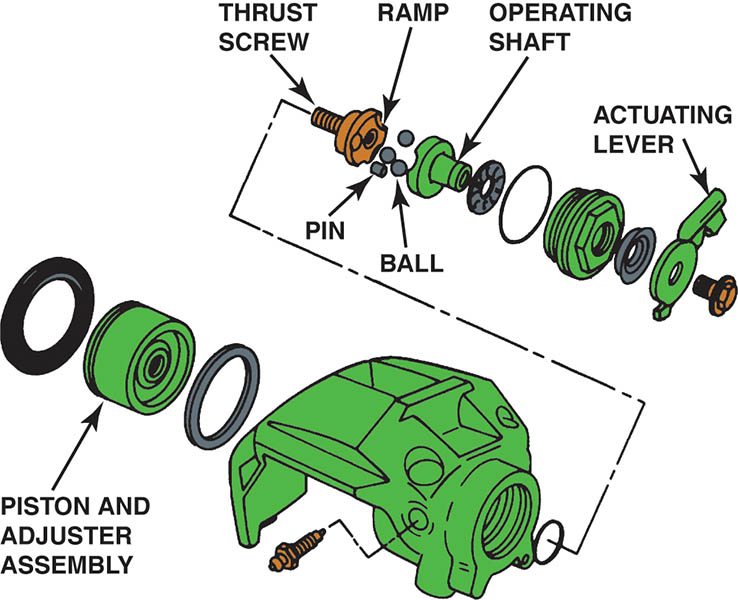 THRUST
SCREW
RAMP
OPERATING
SHAFT
ACTUATING
LEVER
PIN
BALL
PISTON AND
ADJUSTER
ASSEMBLY